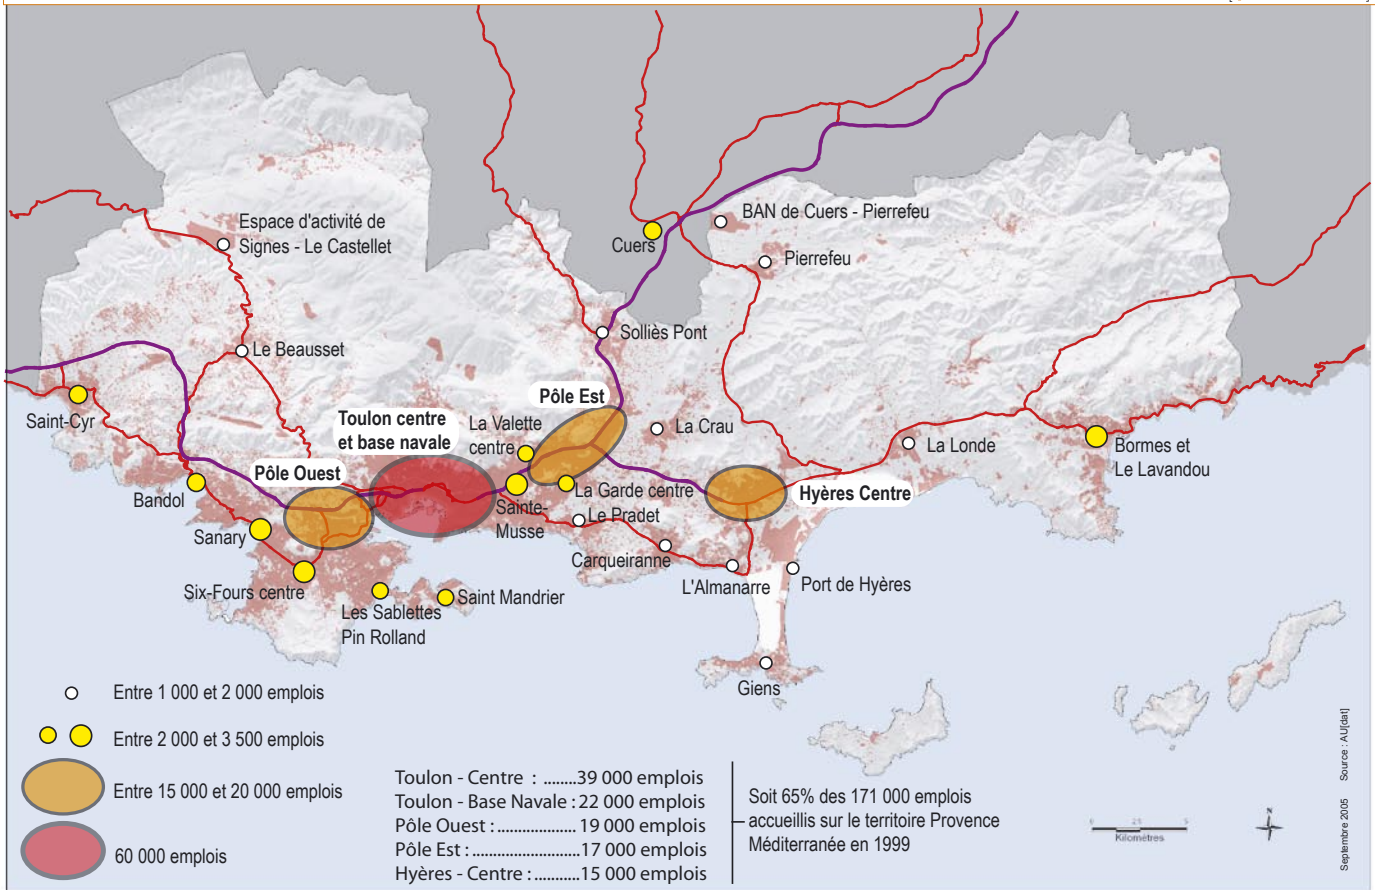 BAN de Cuers - Pierrefeu
Espace d'activité de
Signes - Le Castellet
Cuers
Pierrefeu
Solliès Pont
Le Beausset
Pôle Est
Saint-Cyr
Toulon centre
et base navale
La Valette
centre
La Crau
La Londe
Bormes et
Le Lavandou
Pôle Ouest
Bandol
La Garde centre
Hyères Centre
Sainte-
Musse
Le Pradet
Sanary
Carqueiranne
L'Almanarre
Port de Hyères
Six-Fours centre
Les Sablettes
Pin Rolland
Saint Mandrier
Giens
Entre 1 000 et 2 000 emplois
Entre 2 000 et 3 500 emplois
Entre 15 000 et 20 000 emplois
60 000 emplois
Toulon - Centre : ........39 000 emplois
Toulon - Base Navale : 22 000 emplois
Pôle Ouest : ................... 19 000 emplois
Pôle Est : ..........................17 000 emplois
Hyères - Centre : ...........15 000 emplois
Soit 65% des 171 000 emplois
accueillis sur le territoire Provence
Méditerranée en 1999
0 2.5 5
Kilomètres
N
Septembre 2005 Source : AU[dat]